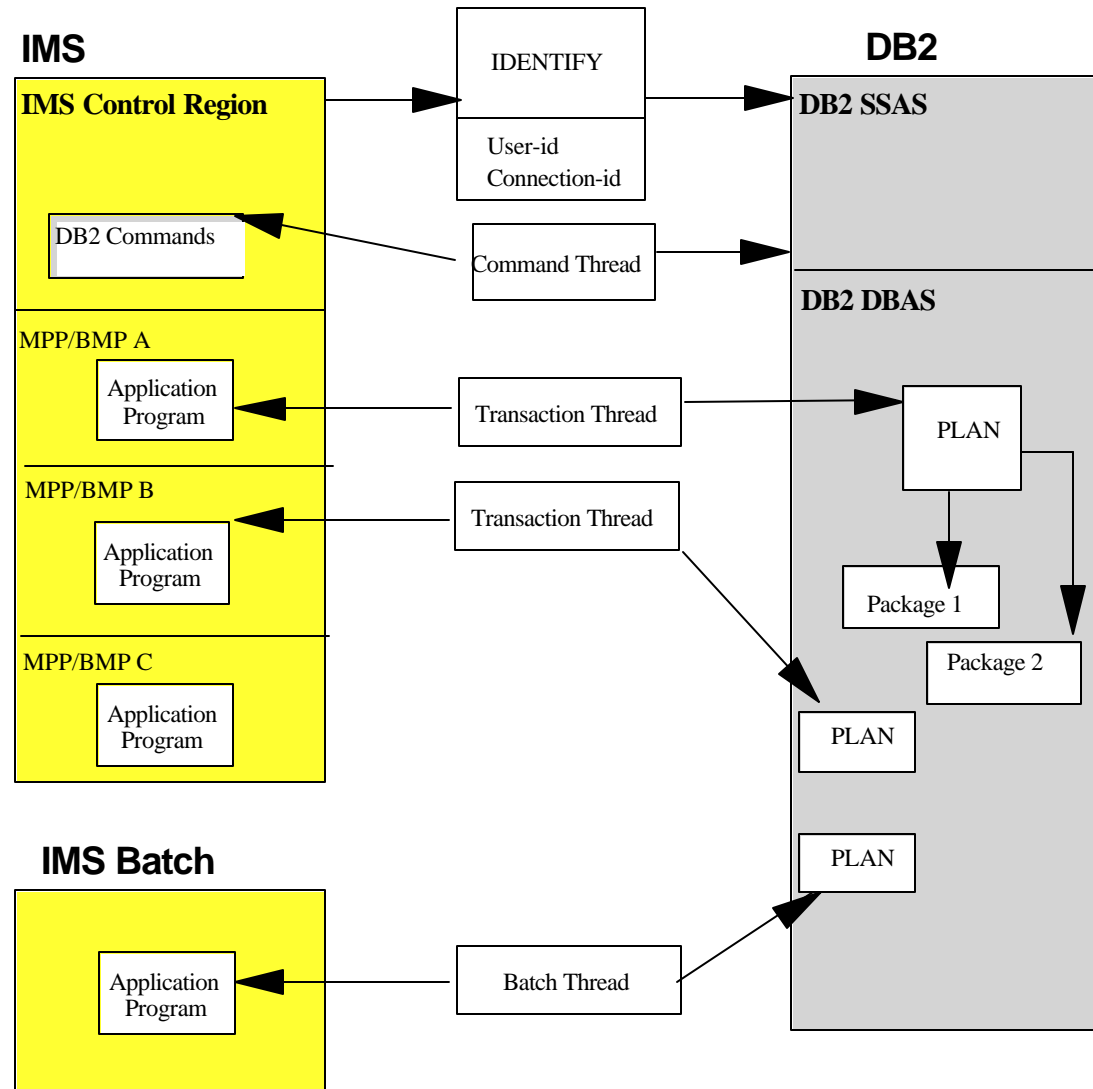 IMS
IMS Control Region
DB2 Commands
MPP/BMP A
Application
Program
MPP/BMP B
Application
Program
MPP/BMP C
Application
Program
IMS Batch
Application
Program
IDENTIFY
User-id
Connection-id
Command Thread
Transaction Thread
Transaction Thread
Batch Thread
DB2
DB2 SSAS
DB2 DBAS
PLAN
Package 1
Package 2
PLAN
PLAN